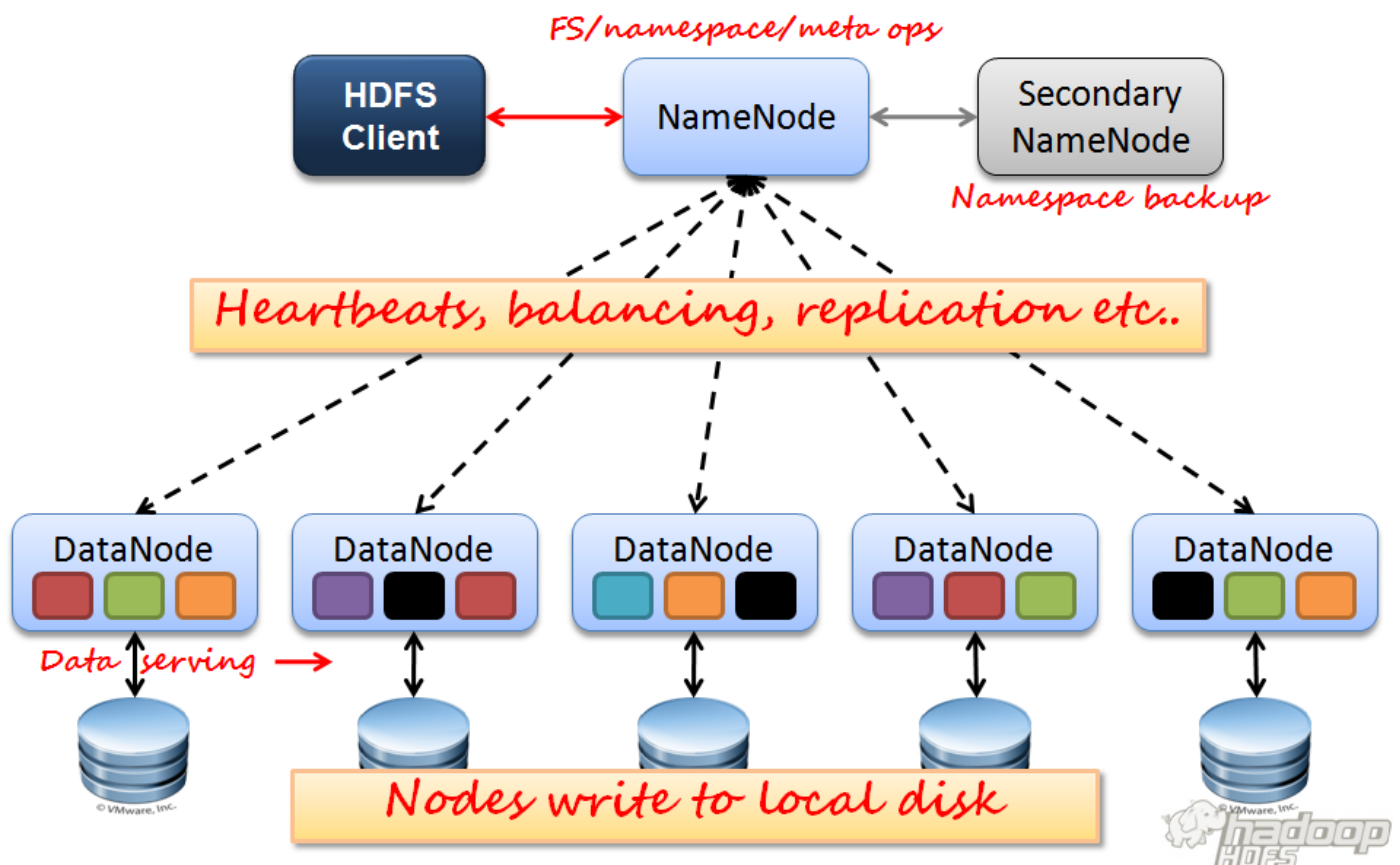 FS/namespace/meta ops
HDFS
Client
NameNode
Secondary
NameNode
Namespace backup
Heartbeats, balancing, replication etc..
DataNode
DataNode
DataNode
DataNode
DataNode
Data serving
© VMware, Inc.
Nodes write to local disk
© VMware, Inc.
hadoop
HDFS